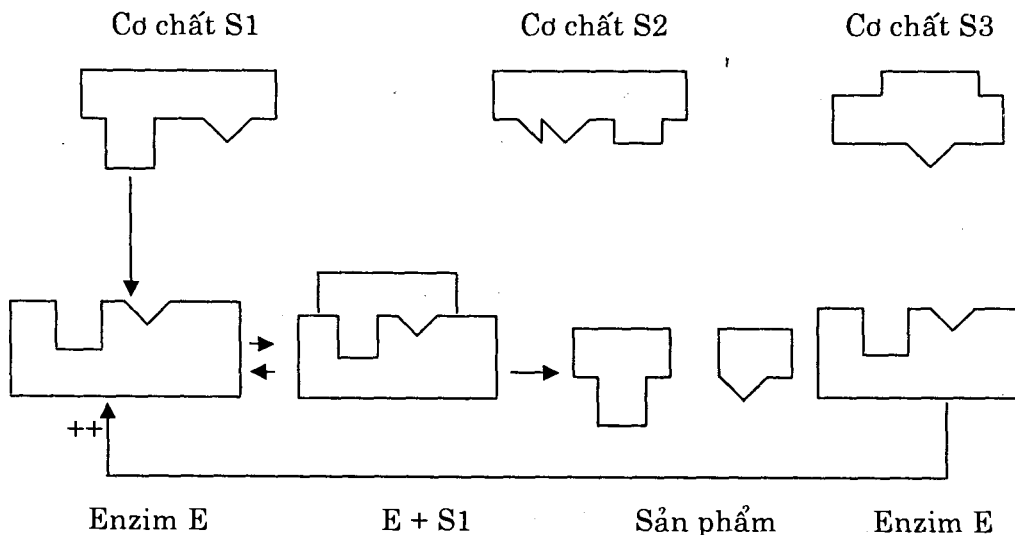 Cơ chất S1 Cơ chất S2 Cơ chất S3
++
Enzim E E + S1 Sản phẩm Enzim E